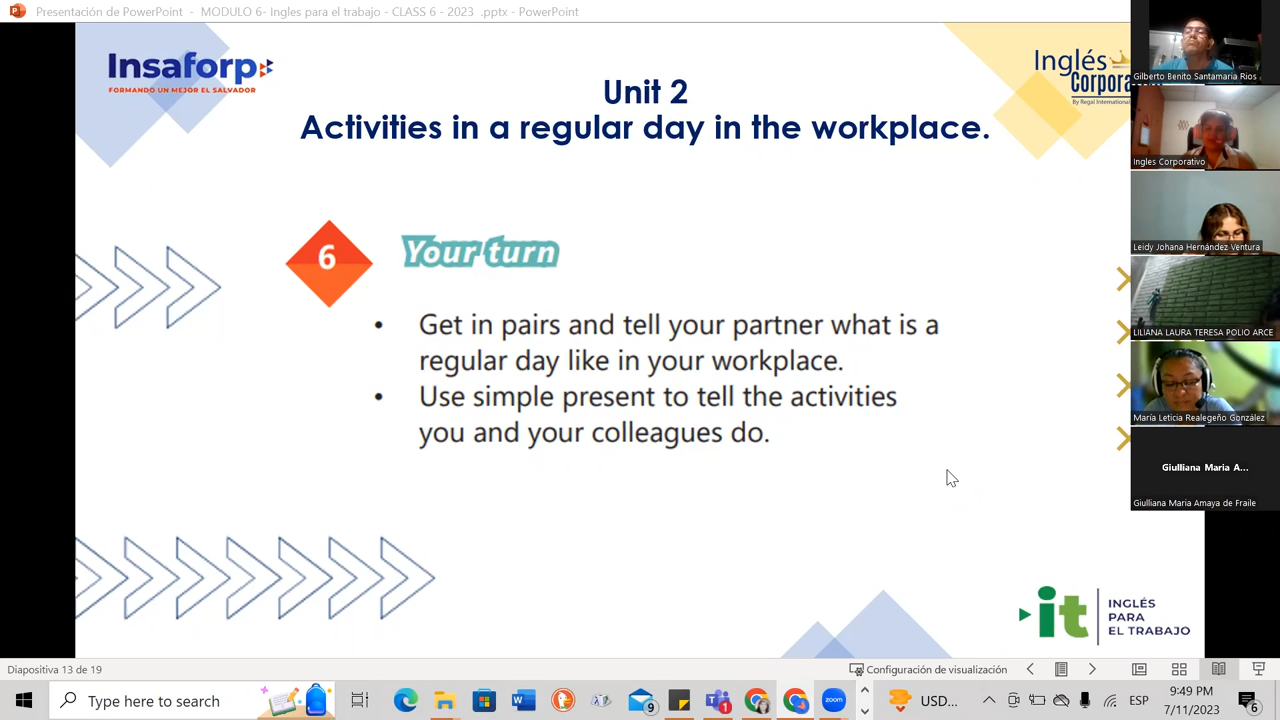 Presentación de PowerPoint - MODULO 6- Ingles para el trabajo - CLASS 6 - 2023 .pptx - PowerPoint
Insaforp
FORMANDO UN MEJOR EL SALVADOR
Inglés
Corpora
By Regal International
Unit 2
Activities in a regular day in the workplace.
6
Your turn
• Get in pairs and tell your partner what is a
regular day like in your workplace.
• Use simple present to tell the activities
you and your colleagues do.
Gilberto Benito Santamaria Rios
Ingles Corporativo
Leidy Johana Hernández Ventura
LILIANA LAURA TERESA POLIO ARCE
María Leticia Realegeño González
Giulliana Maria A...
Giulliana Maria Amaya de Fraile
it
INGLÉS
PARA
EL TRABAJO
Diapositiva 13 de 19
Configuración de visualización
Type here to search
9
1
zoom
USD...
ESP
9:49 PM
7/11/2023
6